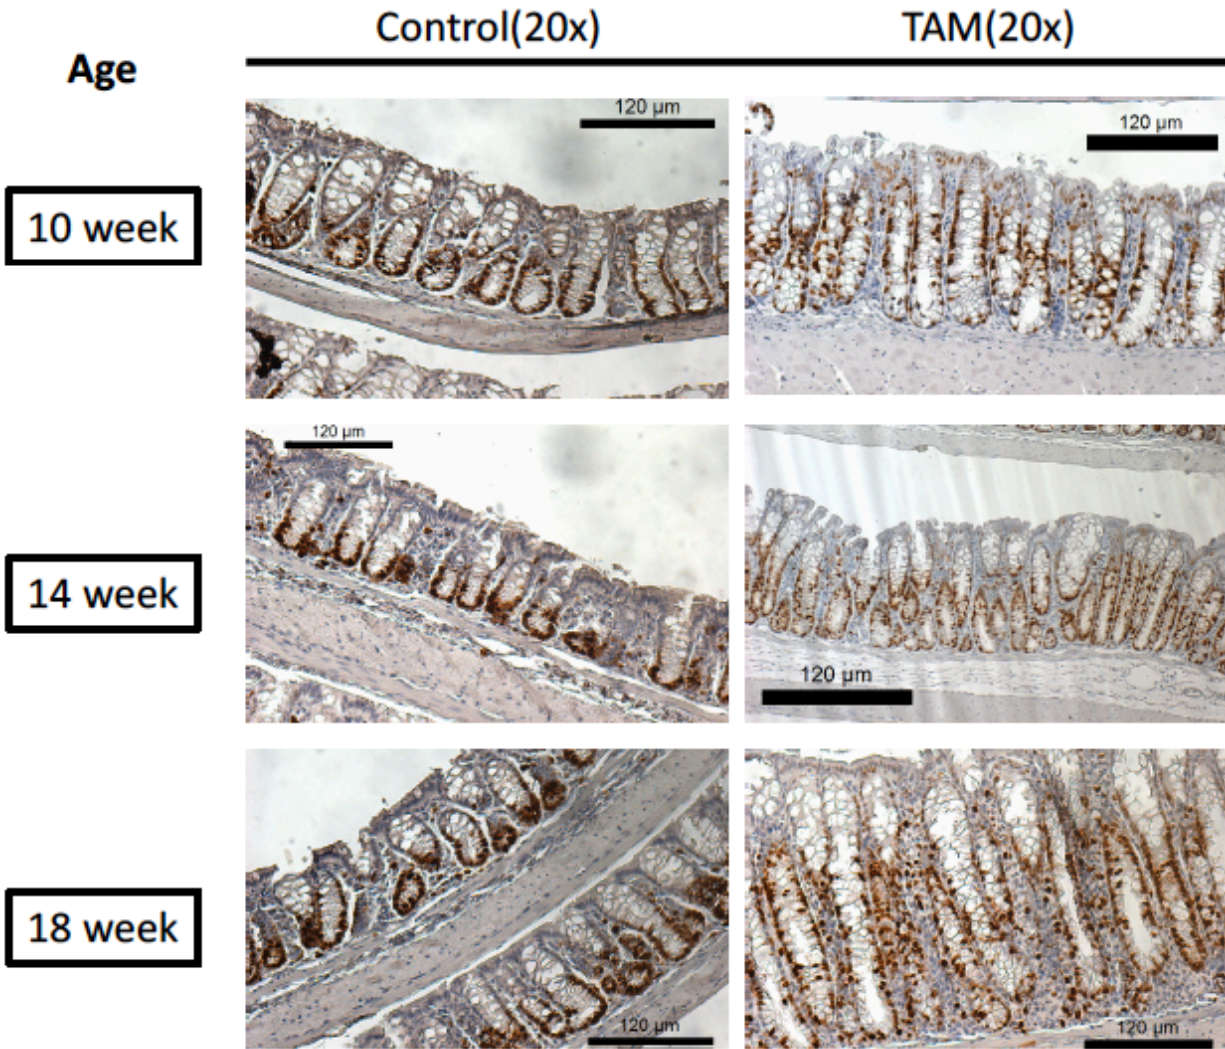 Control(20x) TAM(20x)
Age
120 µm 120 µm
10 week
120 µm
14 week
120 µm
18 week
120 µm 120 µm